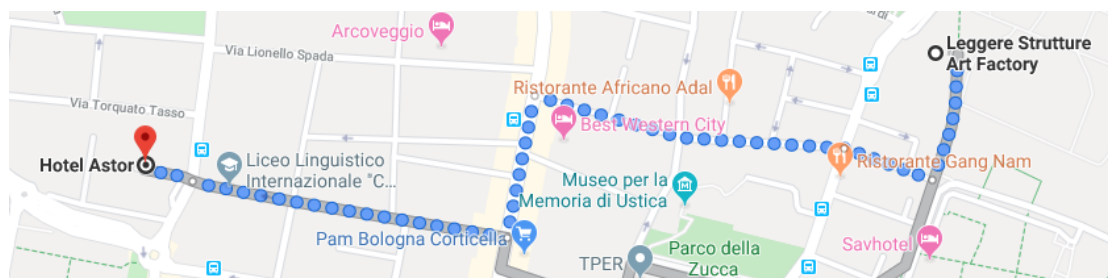 Arcoveggio
Via Lionello Spada
Leggere Strutture
Art Factory
Ristorante Africano Adal
Via Torquato Tasso
Best Western City
Hotel Astor
Liceo Linguistico
Internazionale "C...
Ristorante Gang Nam
Museo per la
Memoria di Ustica
Pam Bologna Corticella
Parco della
Zucca
Savhotel
TPER